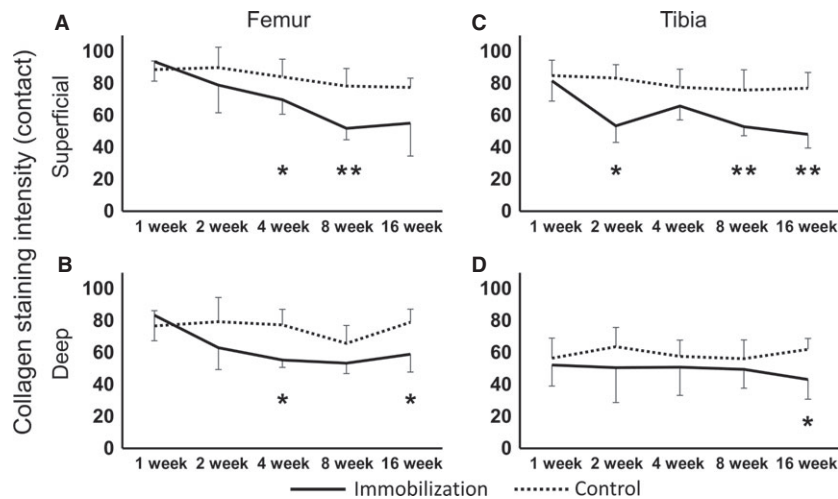 Femur
Tibia
Collagen staining intensity (contact)
Superficial
Deep
A
100
80
60
40
20
0
* **
1 week 2 week 4 week 8 week 16 week
C
100
80
60
40
20
0
* ** **
1 week 2 week 4 week 8 week 16 week
B
100
80
60
40
20
0
* *
1 week 2 week 4 week 8 week 16 week
D
100
80
60
40
20
0
*
1 week 2 week 4 week 8 week 16 week
Immobilization Control